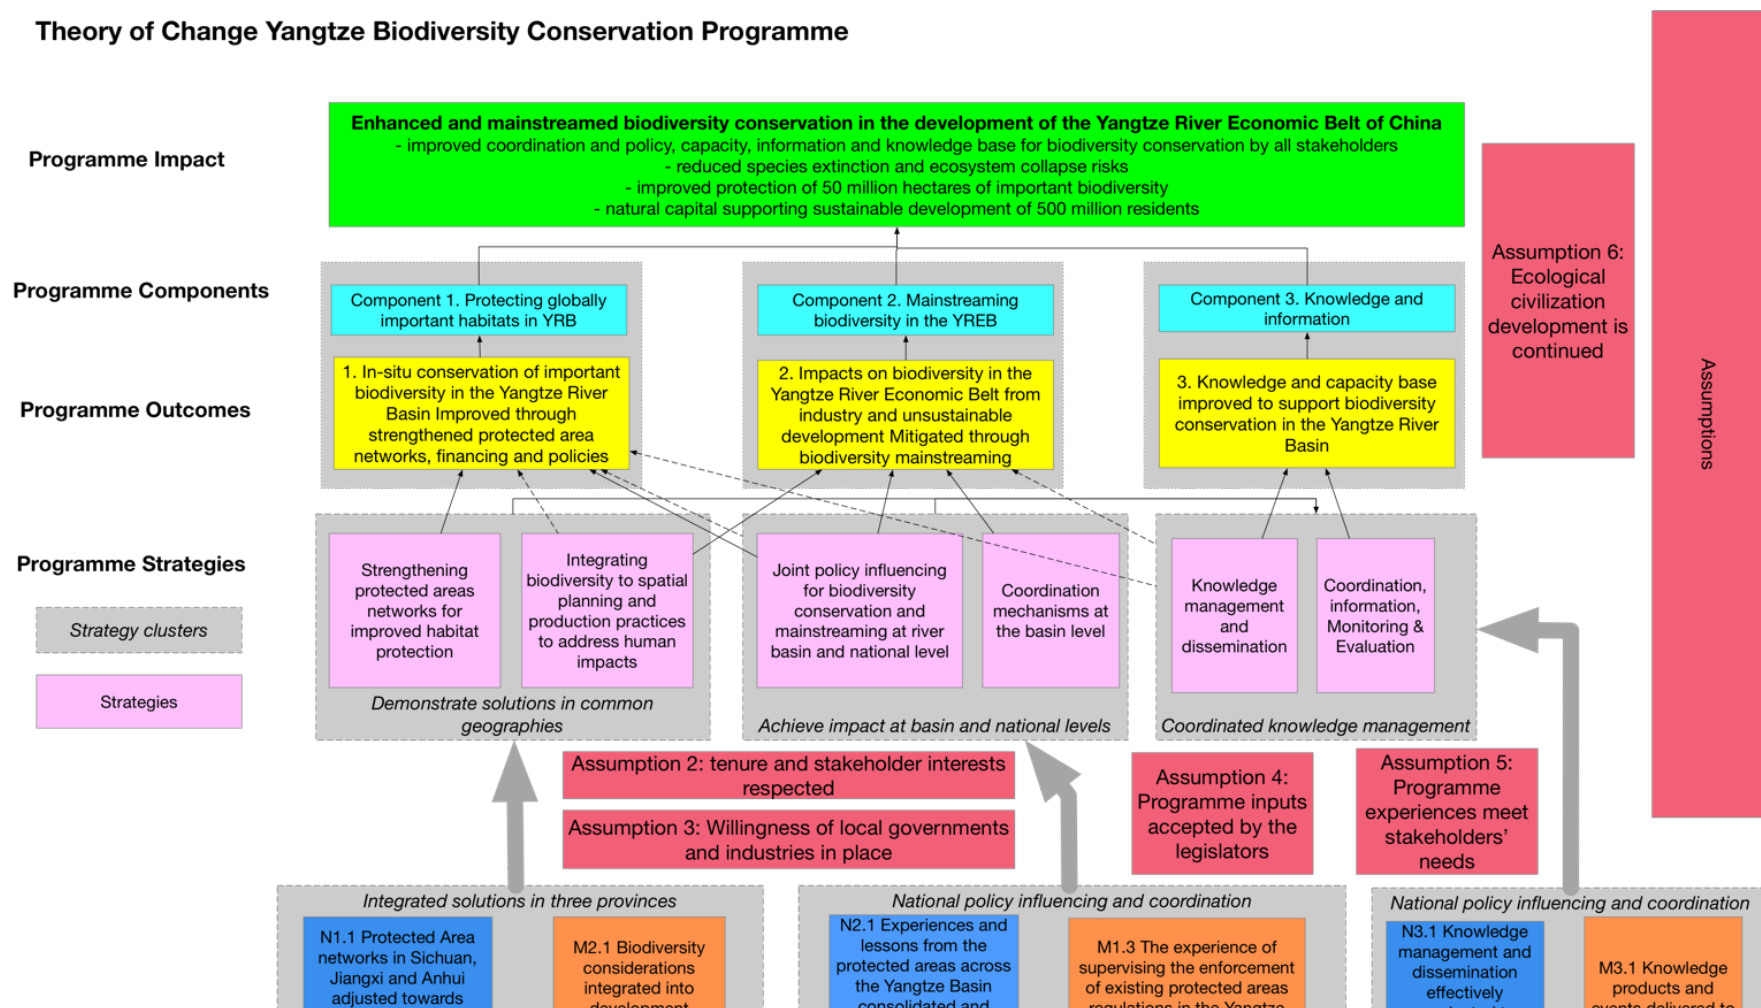 Theory of Change Yangtze Biodiversity Conservation Programme
Programme Impact
Enhanced and mainstreamed biodiversity conservation in the development of the Yangtze River Economic Belt of China
- improved coordination and policy, capacity, information and knowledge base for biodiversity conservation by all stakeholders
- reduced species extinction and ecosystem collapse risks
- improved protection of 50 million hectares of important biodiversity
- natural capital supporting sustainable development of 500 million residents
Assumption 6:
Ecological
civilization
development is
continued
Assumptions
Programme Components
Component 1. Protecting globally
important habitats in YRB
Component 2. Mainstreaming
biodiversity in the YREB
Component 3. Knowledge and
information
Programme Outcomes
1. In-situ conservation of important
biodiversity in the Yangtze River
Basin Improved through
strengthened protected area
networks, financing and policies
2. Impacts on biodiversity in the
Yangtze River Economic Belt from
industry and unsustainable
development Mitigated through
biodiversity mainstreaming
3. Knowledge and capacity base
improved to support biodiversity
conservation in the Yangtze River
Basin
Programme Strategies
Strategy clusters
Strategies
Strengthening
protected areas
networks for
improved habitat
protection
Integrating
biodiversity to spatial
planning and
production practices
to address human
impacts
Demonstrate solutions in common
geographies
Joint policy influencing
for biodiversity
conservation and
mainstreaming at river
basin and national level
Coordination
mechanisms at
the basin level
Achieve impact at basin and national levels
Knowledge
management
and
dissemination
Coordination,
information,
Monitoring &
Evaluation
Coordinated knowledge management
Assumption 2: tenure and stakeholder interests
respected
Assumption 3: Willingness of local governments
and industries in place
Assumption 4:
Programme inputs
accepted by the
legislators
Assumption 5:
Programme
experiences meet
stakeholders'
needs
Integrated solutions in three provinces
N1.1 Protected Area
networks in Sichuan,
Jiangxi and Anhui
adjusted towards
M2.1 Biodiversity
considerations
integrated into
development
National policy influencing and coordination
N2.1 Experiences and
lessons from the
protected areas across
the Yangtze Basin
consolidated and
M1.3 The experience of
supervising the enforcement
of existing protected areas
regulations in the Yangtze
National policy influencing and coordination
N3.1 Knowledge
management and
dissemination
effectively
M3.1 Knowledge
products and
events delivered to